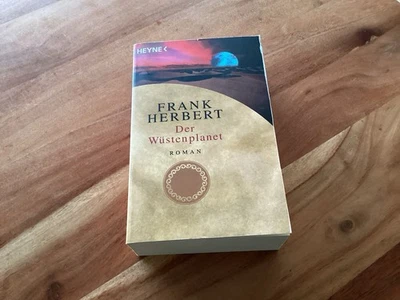 HEYNE <
FRANK
HERBERT
Der
Wüstenplanet
ROMAN